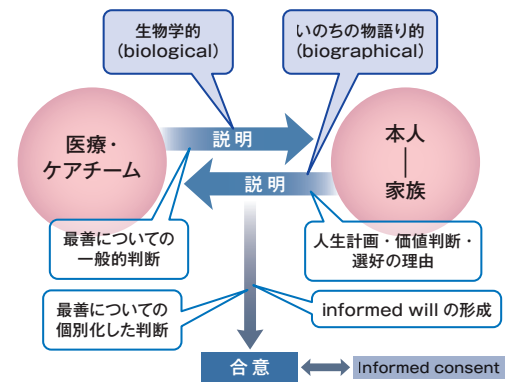 生物学的
（biological）
いのちの物語り的
（biographical）
医療・
ケアチーム
説明
説明
本人
家族
最善についての
一般的判断
人生計画・価値判断・
選好の理由
最善についての
個別化した判断
informed will の形成
合意
Informed consent